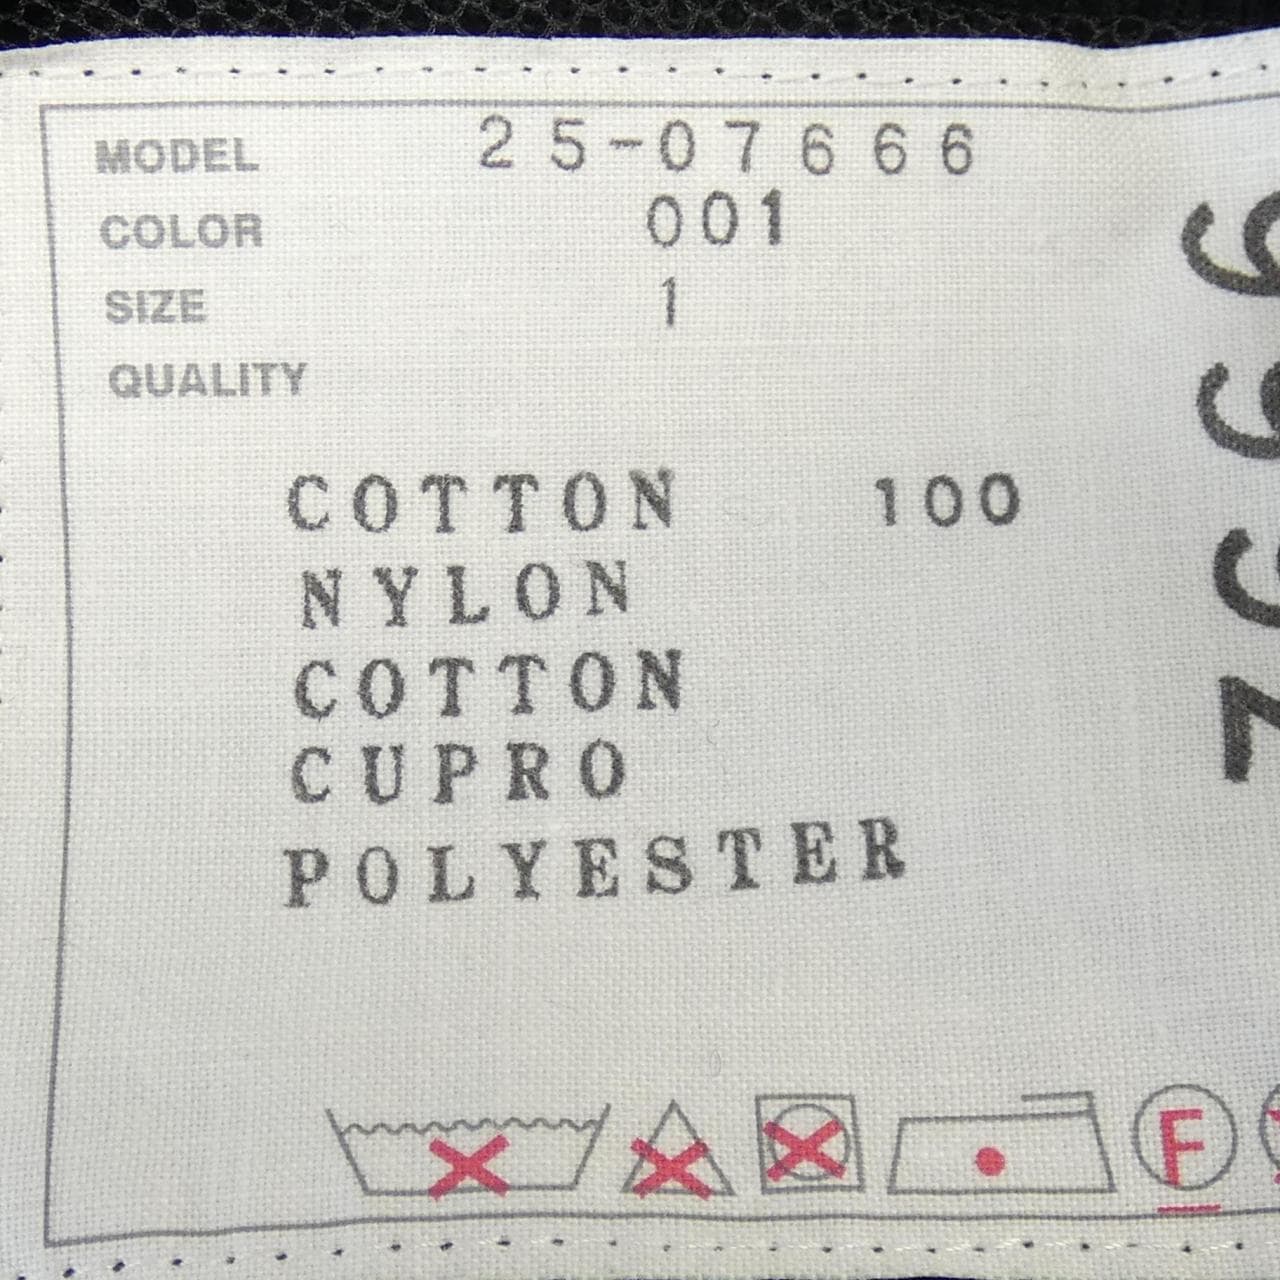 MODEL 25-07666
COLOR 001
SIZE 1
QUALITY
COTTON 100
NYLON
COTTON
CUPRO
POLYESTER
F